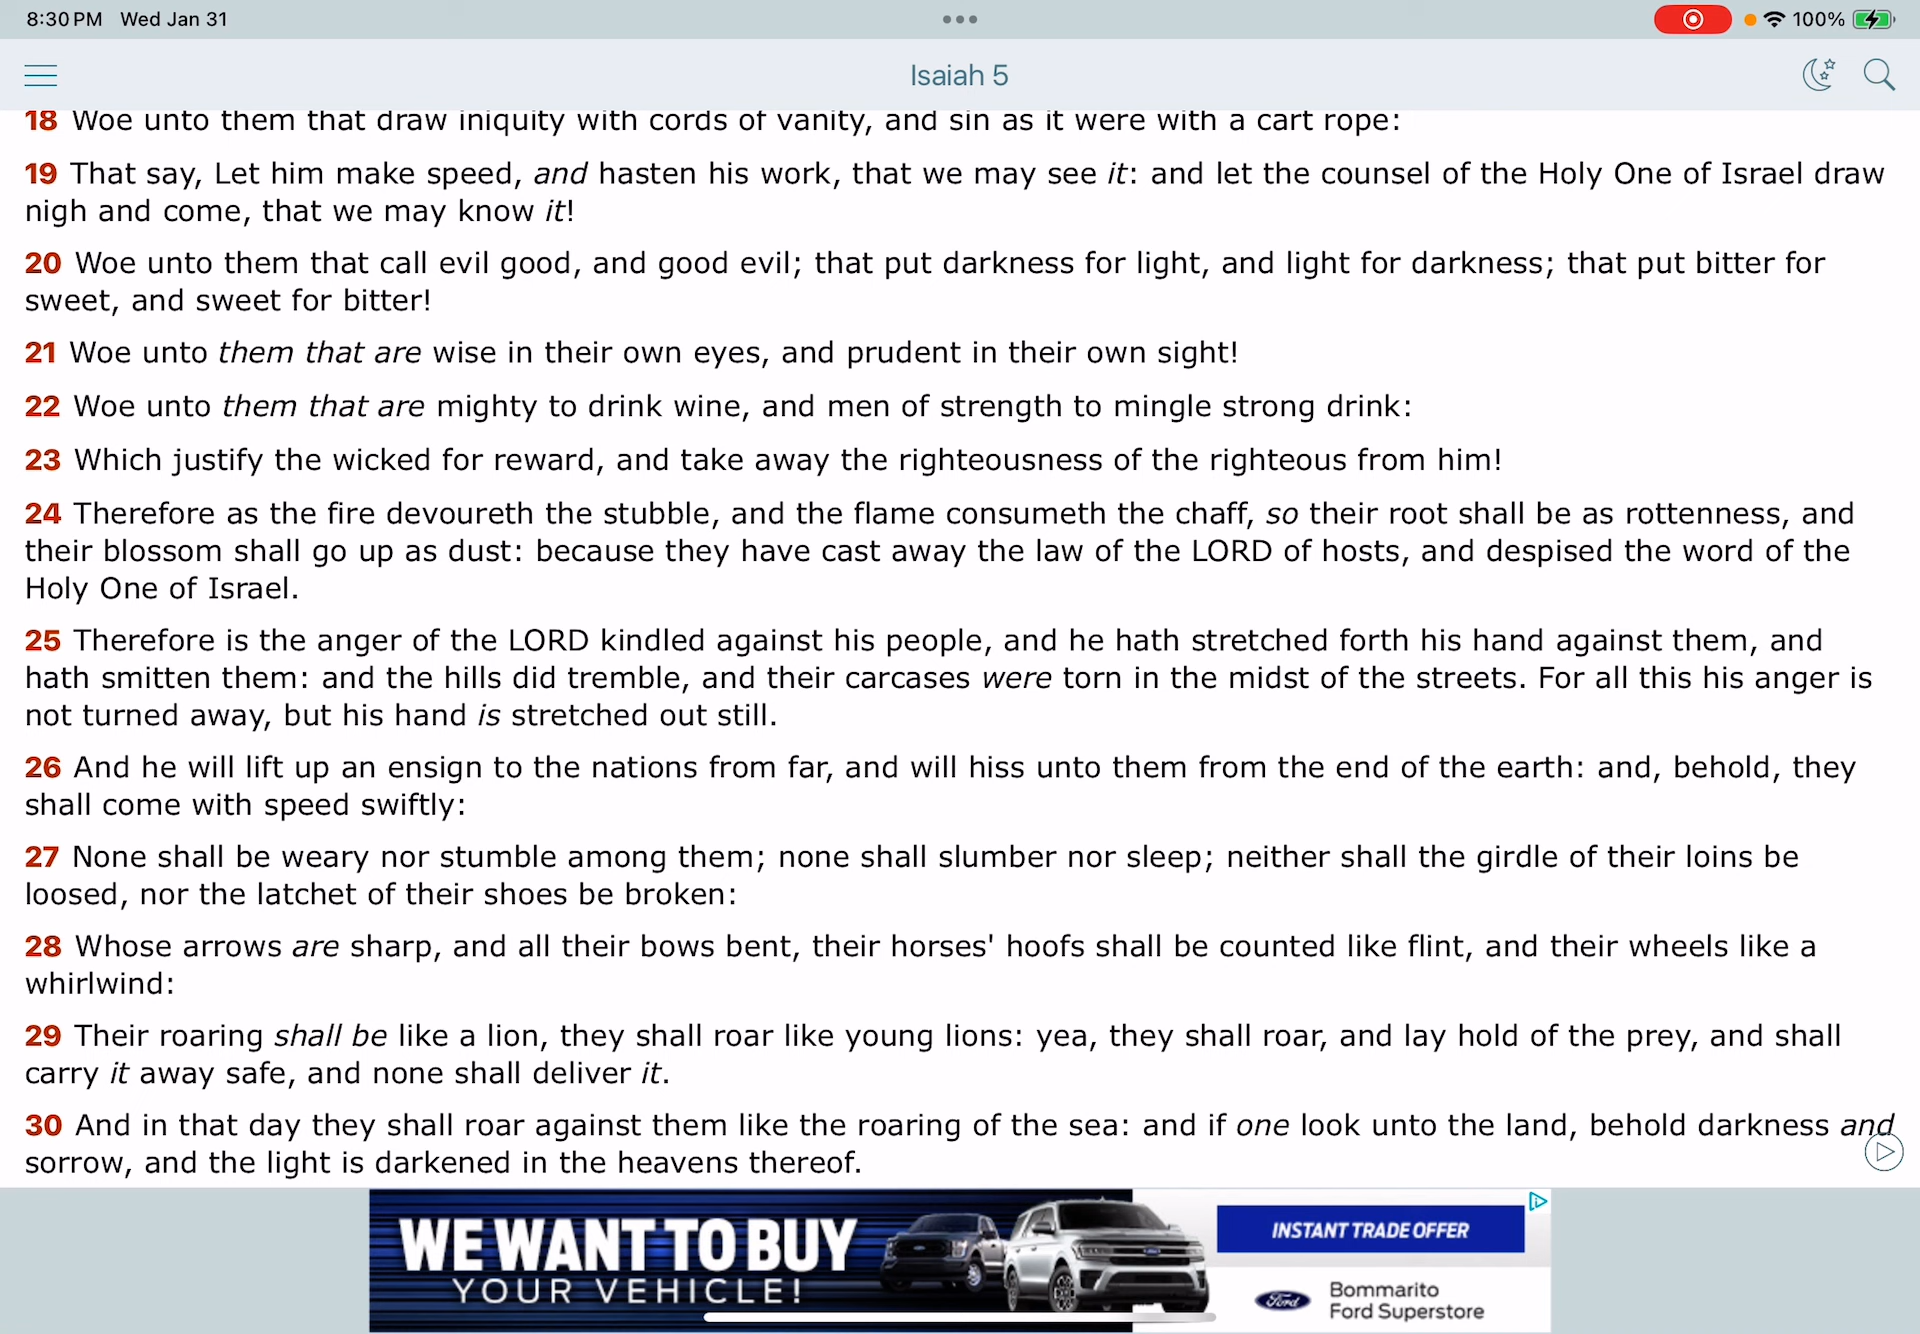 8:30 PM Wed Jan 31
100%
Isaiah 5
18 Woe unto them that draw iniquity with cords of vanity, and sin as it were with a cart rope:
19 That say, Let him make speed, and hasten his work, that we may see it: and let the counsel of the Holy One of Israel draw
nigh and come, that we may know it!
20 Woe unto them that call evil good, and good evil; that put darkness for light, and light for darkness; that put bitter for
sweet, and sweet for bitter!
21 Woe unto them that are wise in their own eyes, and prudent in their own sight!
22 Woe unto them that are mighty to drink wine, and men of strength to mingle strong drink:
23 Which justify the wicked for reward, and take away the righteousness of the righteous from him!
24 Therefore as the fire devoureth the stubble, and the flame consumeth the chaff, so their root shall be as rottenness, and
their blossom shall go up as dust: because they have cast away the law of the LORD of hosts, and despised the word of the
Holy One of Israel.
25 Therefore is the anger of the LORD kindled against his people, and he hath stretched forth his hand against them, and
hath smitten them: and the hills did tremble, and their carcases were torn in the midst of the streets. For all this his anger is
not turned away, but his hand is stretched out still.
26 And he will lift up an ensign to the nations from far, and will hiss unto them from the end of the earth: and, behold, they
shall come with speed swiftly:
27 None shall be weary nor stumble among them; none shall slumber nor sleep; neither shall the girdle of their loins be
loosed, nor the latchet of their shoes be broken:
28 Whose arrows are sharp, and all their bows bent, their horses' hoofs shall be counted like flint, and their wheels like a
whirlwind:
29 Their roaring shall be like a lion, they shall roar like young lions: yea, they shall roar, and lay hold of the prey, and shall
carry it away safe, and none shall deliver it.
30 And in that day they shall roar against them like the roaring of the sea: and if one look unto the land, behold darkness and
sorrow, and the light is darkened in the heavens thereof.
WE WANT TO BUY
YOUR VEHICLE!
INSTANT TRADE OFFER
Ford
Bommarito
Ford Superstore